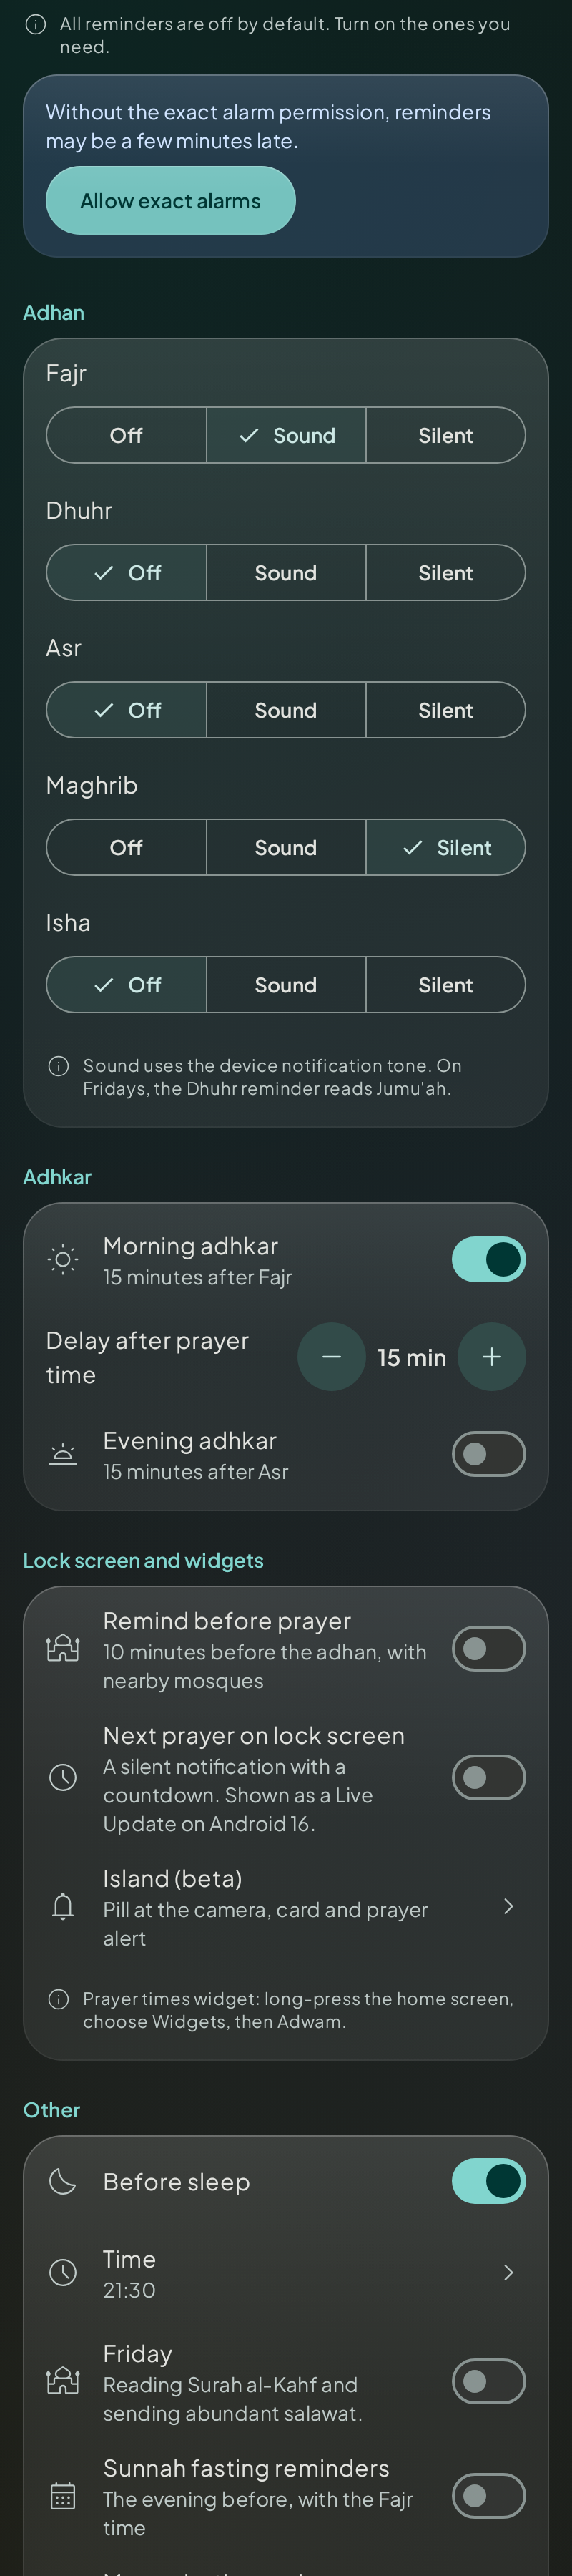 All reminders are off by default. Turn on the ones you
need.
Without the exact alarm permission, reminders
may be a few minutes late.
Allow exact alarms
Adhan
Fajr
Off
Sound
Silent
Dhuhr
Off
Sound
Silent
Asr
Off
Sound
Silent
Maghrib
Off
Sound
Silent
Isha
Off
Sound
Silent
Sound uses the device notification tone. On
Fridays, the Dhuhr reminder reads Jumu'ah.
Adhkar
Morning adhkar
15 minutes after Fajr
Delay after prayer
time
15 min
Evening adhkar
15 minutes after Asr
Lock screen and widgets
Remind before prayer
10 minutes before the adhan, with
nearby mosques
Next prayer on lock screen
A silent notification with a
countdown. Shown as a Live
Update on Android 16.
Island (beta)
Pill at the camera, card and prayer
alert
Prayer times widget: long-press the home screen,
choose Widgets, then Adwam.
Other
Before sleep
Time
21:30
Friday
Reading Surah al-Kahf and
sending abundant salawat.
Sunnah fasting reminders
The evening before, with the Fajr
time